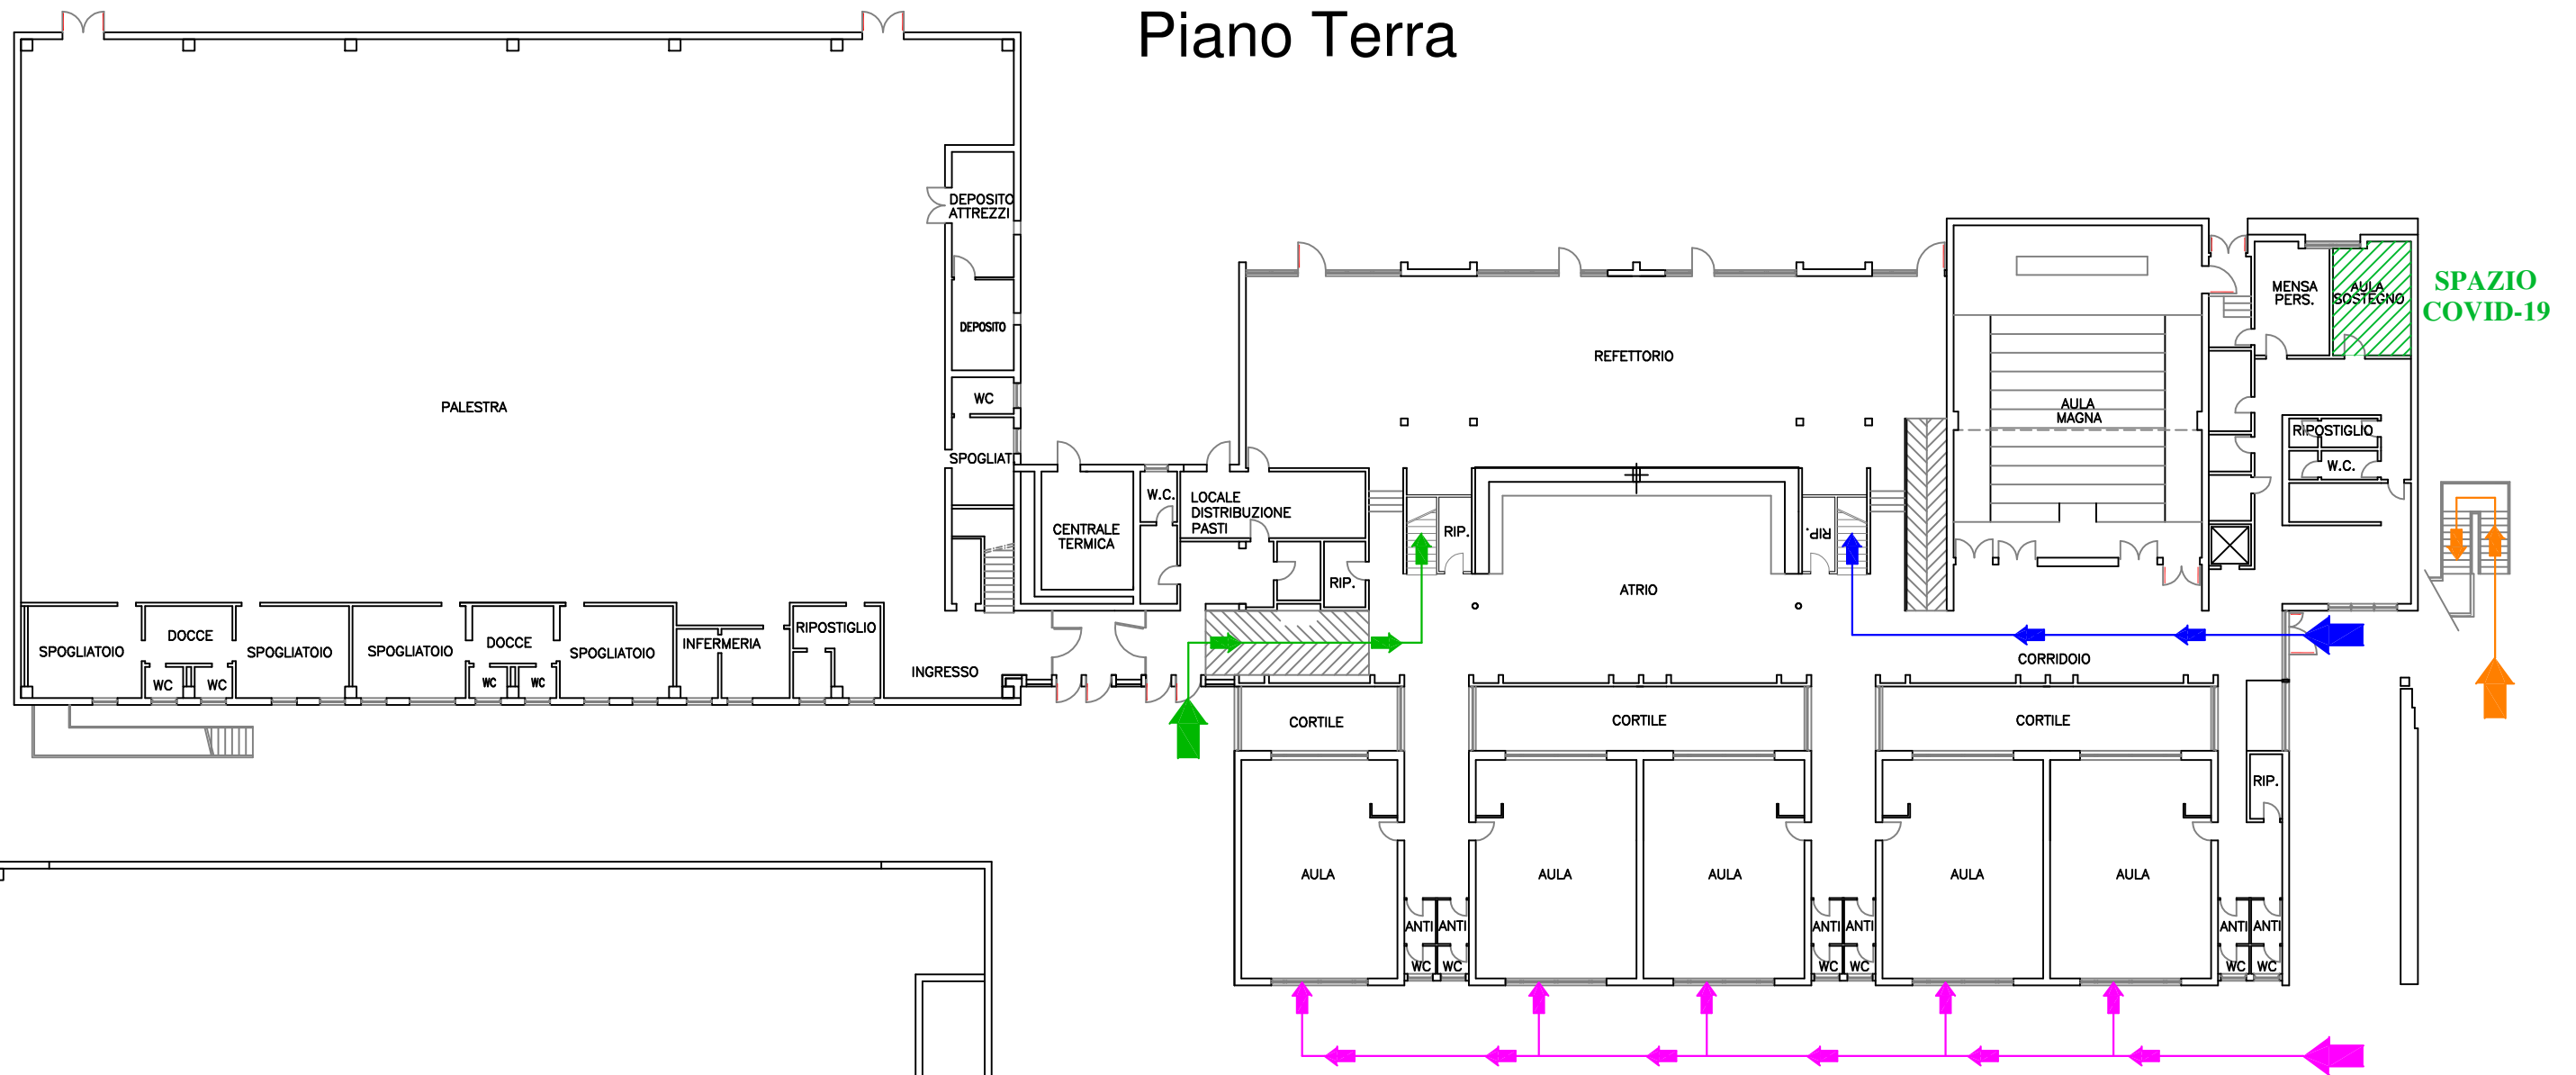 Piano Terra
DEPOSITO
ATTREZZI
DEPOSITO
WC
SPOGLIAT
PALESTRA
SPOGLIATOIO
DOCCE
WC
WC
SPOGLIATOIO
SPOGLIATOIO
DOCCE
WC
WC
SPOGLIATOIO
INFERMERIA
RIPOSTIGLIO
INGRESSO
CENTRALE
TERMICA
W.C.
LOCALE
DISTRIBUZIONE
PASTI
RIP.
RIP.
REFETTORIO
ATRIO
RIP.
AULA
MAGNA
MENSA
PERS.
AULA
SOSTEGNO
SPAZIO
COVID-19
RIPOSTIGLIO
W.C.
CORRIDOIO
CORTILE
CORTILE
CORTILE
RIP.
AULA
AULA
AULA
AULA
AULA
ANTI
ANTI
WC
WC
ANTI
ANTI
WC
WC
ANTI
ANTI
WC
WC